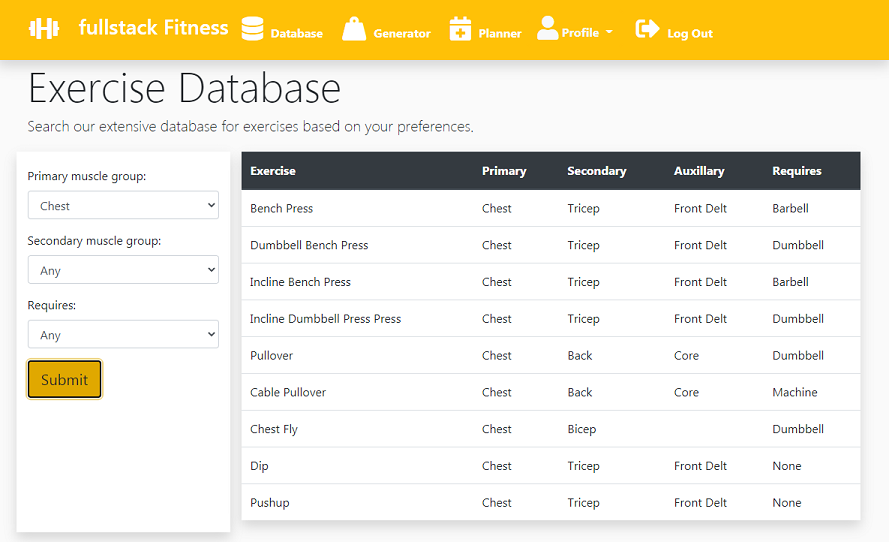 fullstack Fitness Database Generator Planner Profile Log Out
Exercise Database
Search our extensive database for exercises based on your preferences.
Primary muscle group:
Chest
Secondary muscle group:
Any
Requires:
Any
Submit
Exercise Primary Secondary Auxillary Requires
Bench Press Chest Tricep Front Delt Barbell
Dumbbell Bench Press Chest Tricep Front Delt Dumbbell
Incline Bench Press Chest Tricep Front Delt Barbell
Incline Dumbbell Press Press Chest Tricep Front Delt Dumbbell
Pullover Chest Back Core Dumbbell
Cable Pullover Chest Back Core Machine
Chest Fly Chest Bicep Dumbbell
Dip Chest Tricep Front Delt None
Pushup Chest Tricep Front Delt None